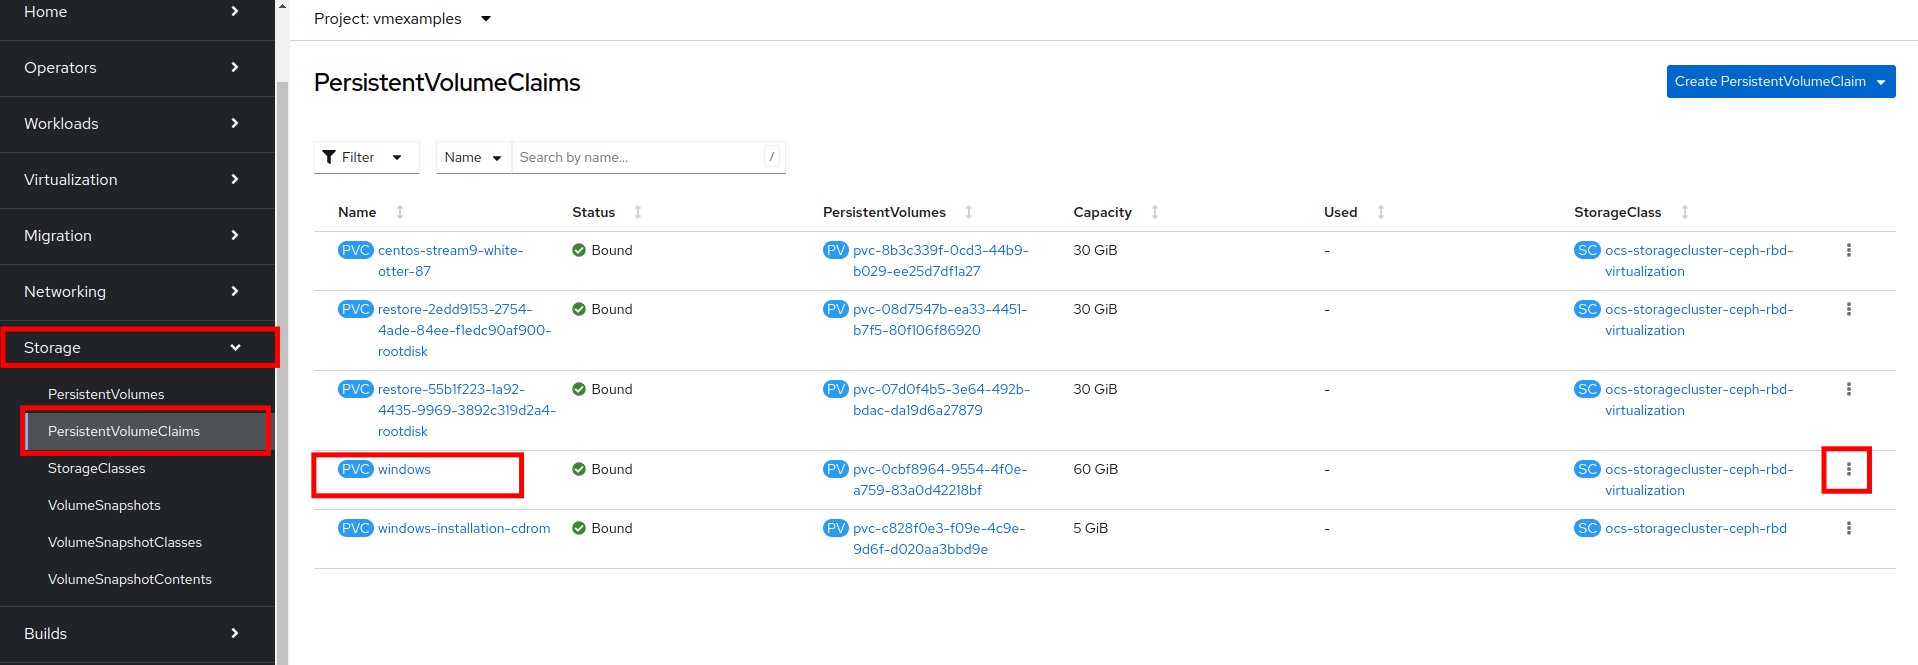 Home
Operators
Workloads
Virtualization
Migration
Networking
Storage
PersistentVolumes
PersistentVolumeClaims
StorageClasses
VolumeSnapshots
VolumeSnapshotClasses
VolumeSnapshotContents
Builds
Project: vmexamples
PersistentVolumeClaims
Create PersistentVolumeClaim
Filter
Name
Search by name...
/
Name Status PersistentVolumes Capacity Used StorageClass
PVC centos-stream9-white- Bound PV pvc-8b3c339f-0cd3-44b9- 30 GiB - SC ocs-storagecluster-ceph-rbd-
otter-87 b029-ee25d7df1a27 virtualization
PVC restore-2edd9153-2754- Bound PV pvc-08d7547b-ea33-4451- 30 GiB - SC ocs-storagecluster-ceph-rbd-
4ade-84ee-f1edc90af900- b7f5-80f106f86920 virtualization
rootdisk
PVC restore-55b1f223-1a92- Bound PV pvc-07d0f4b5-3e64-492b- 30 GiB - SC ocs-storagecluster-ceph-rbd-
4435-9969-3892c319d2a4- bdac-da19d6a27879 virtualization
rootdisk
PVC windows Bound PV pvc-0cbf8964-9554-4f0e- 60 GiB - SC ocs-storagecluster-ceph-rbd-
a759-83a0d42218bf virtualization
PVC windows-installation-cdrom Bound PV pvc-c828f0e3-f09e-4c9e- 5 GiB - SC ocs-storagecluster-ceph-rbd
9d6f-d020aa3bbd9e